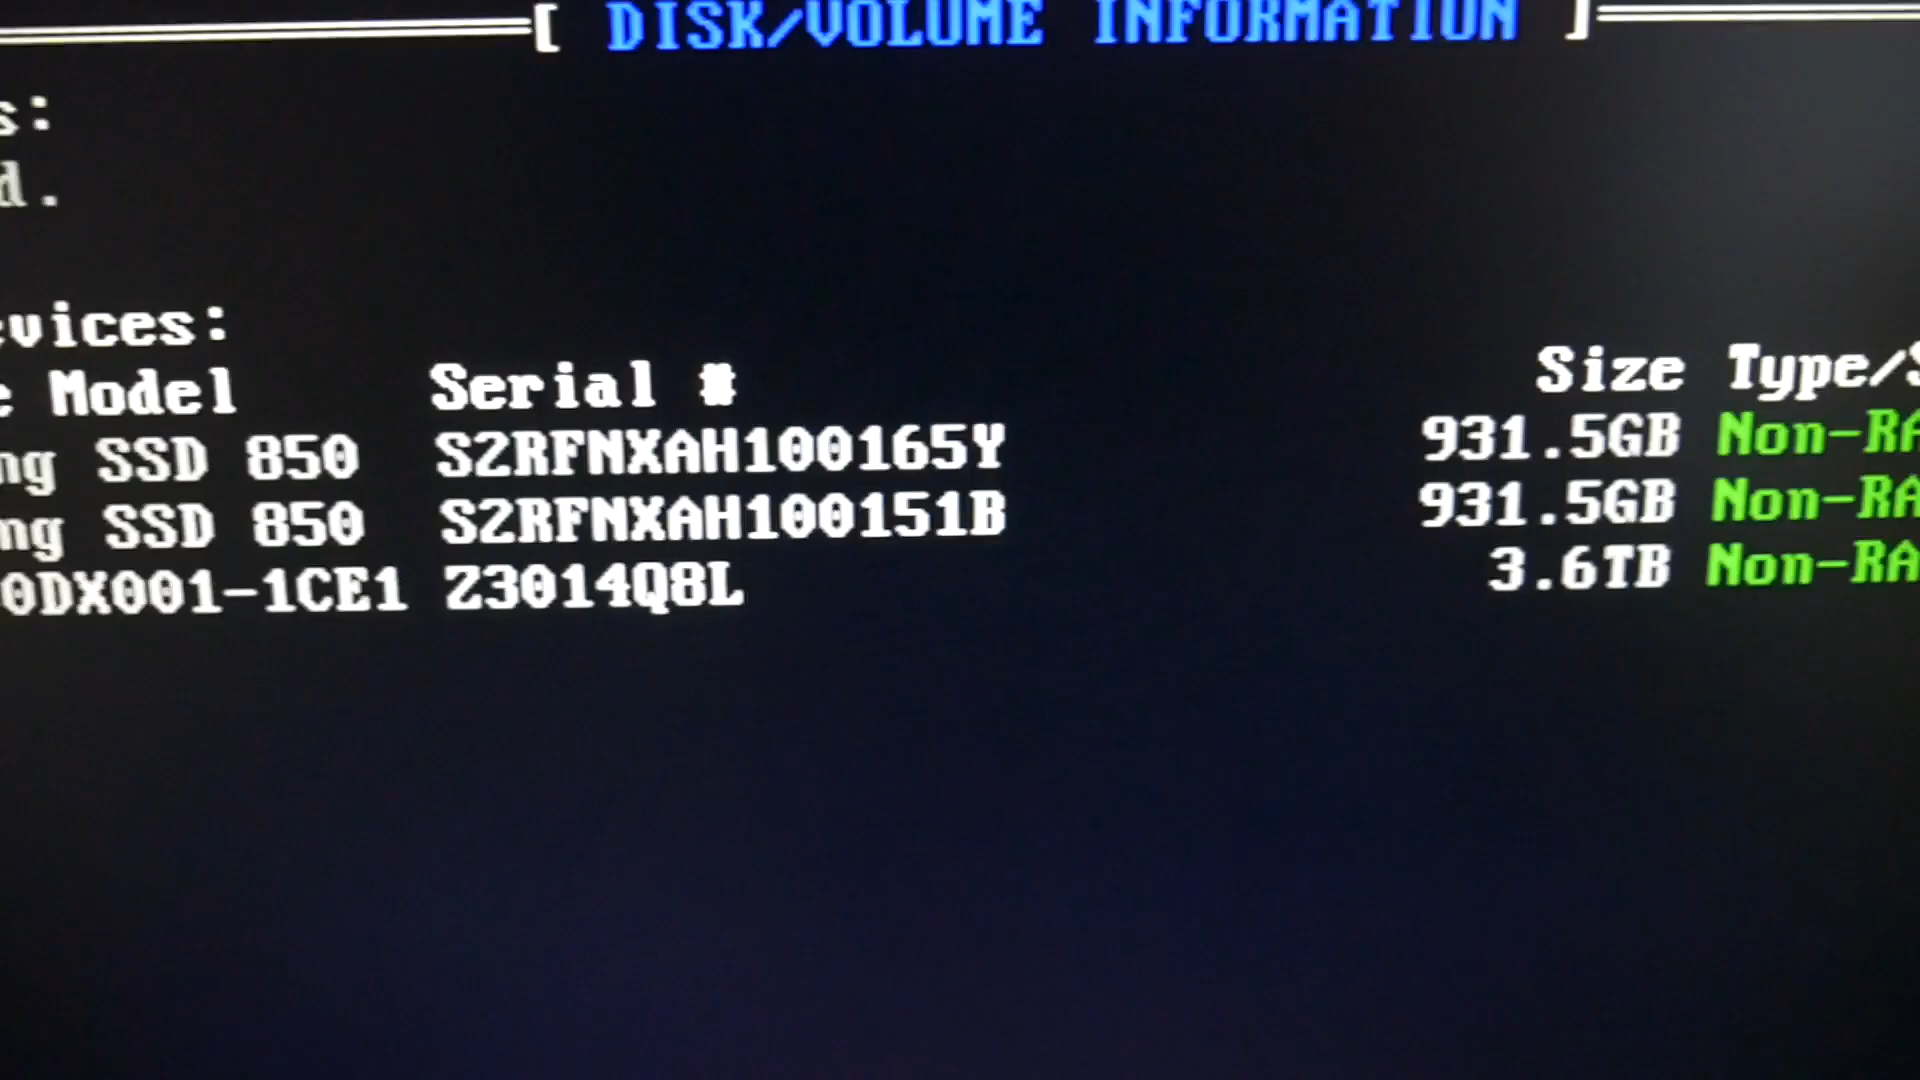 [ DISK/VOLUME INFORMATION ]
s:
d.
evices:
e Model Serial # Size Type/S
ng SSD 850 S2RFNXAH100165Y 931.5GB Non-RA
ng SSD 850 S2RFNXAH100151B 931.5GB Non-RA
0DX001-1CE1 Z3014Q8L 3.6TB Non-RA